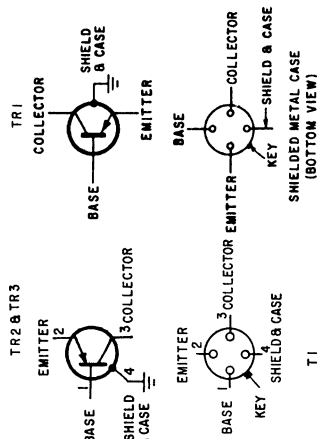 TR2 & TR3
EMITTER
2
BASE
1
3
COLLECTOR
4
SHIELD
& CASE
EMITTER
2
BASE
1
3
COLLECTOR
4
KEY
SHIELD & CASE
T1
TR1
COLLECTOR
SHIELD
& CASE
BASE
EMITTER
BASE
EMITTER
COLLECTOR
KEY
SHIELD & CASE
SHIELDED METAL CASE
(BOTTOM VIEW)